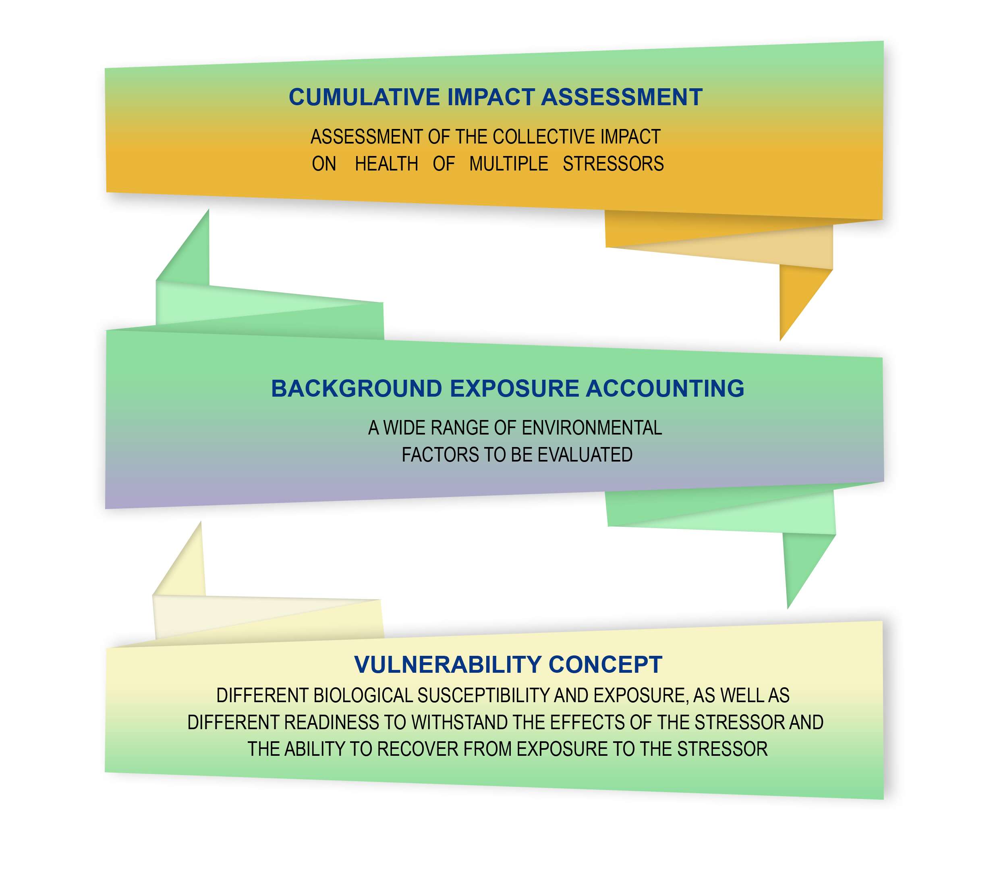 CUMULATIVE IMPACT ASSESSMENT
ASSESSMENT OF THE COLLECTIVE IMPACT
ON HEALTH OF MULTIPLE STRESSORS
BACKGROUND EXPOSURE ACCOUNTING
A WIDE RANGE OF ENVIRONMENTAL
FACTORS TO BE EVALUATED
VULNERABILITY CONCEPT
DIFFERENT BIOLOGICAL SUSCEPTIBILITY AND EXPOSURE, AS WELL AS
DIFFERENT READINESS TO WITHSTAND THE EFFECTS OF THE STRESSOR AND
THE ABILITY TO RECOVER FROM EXPOSURE TO THE STRESSOR